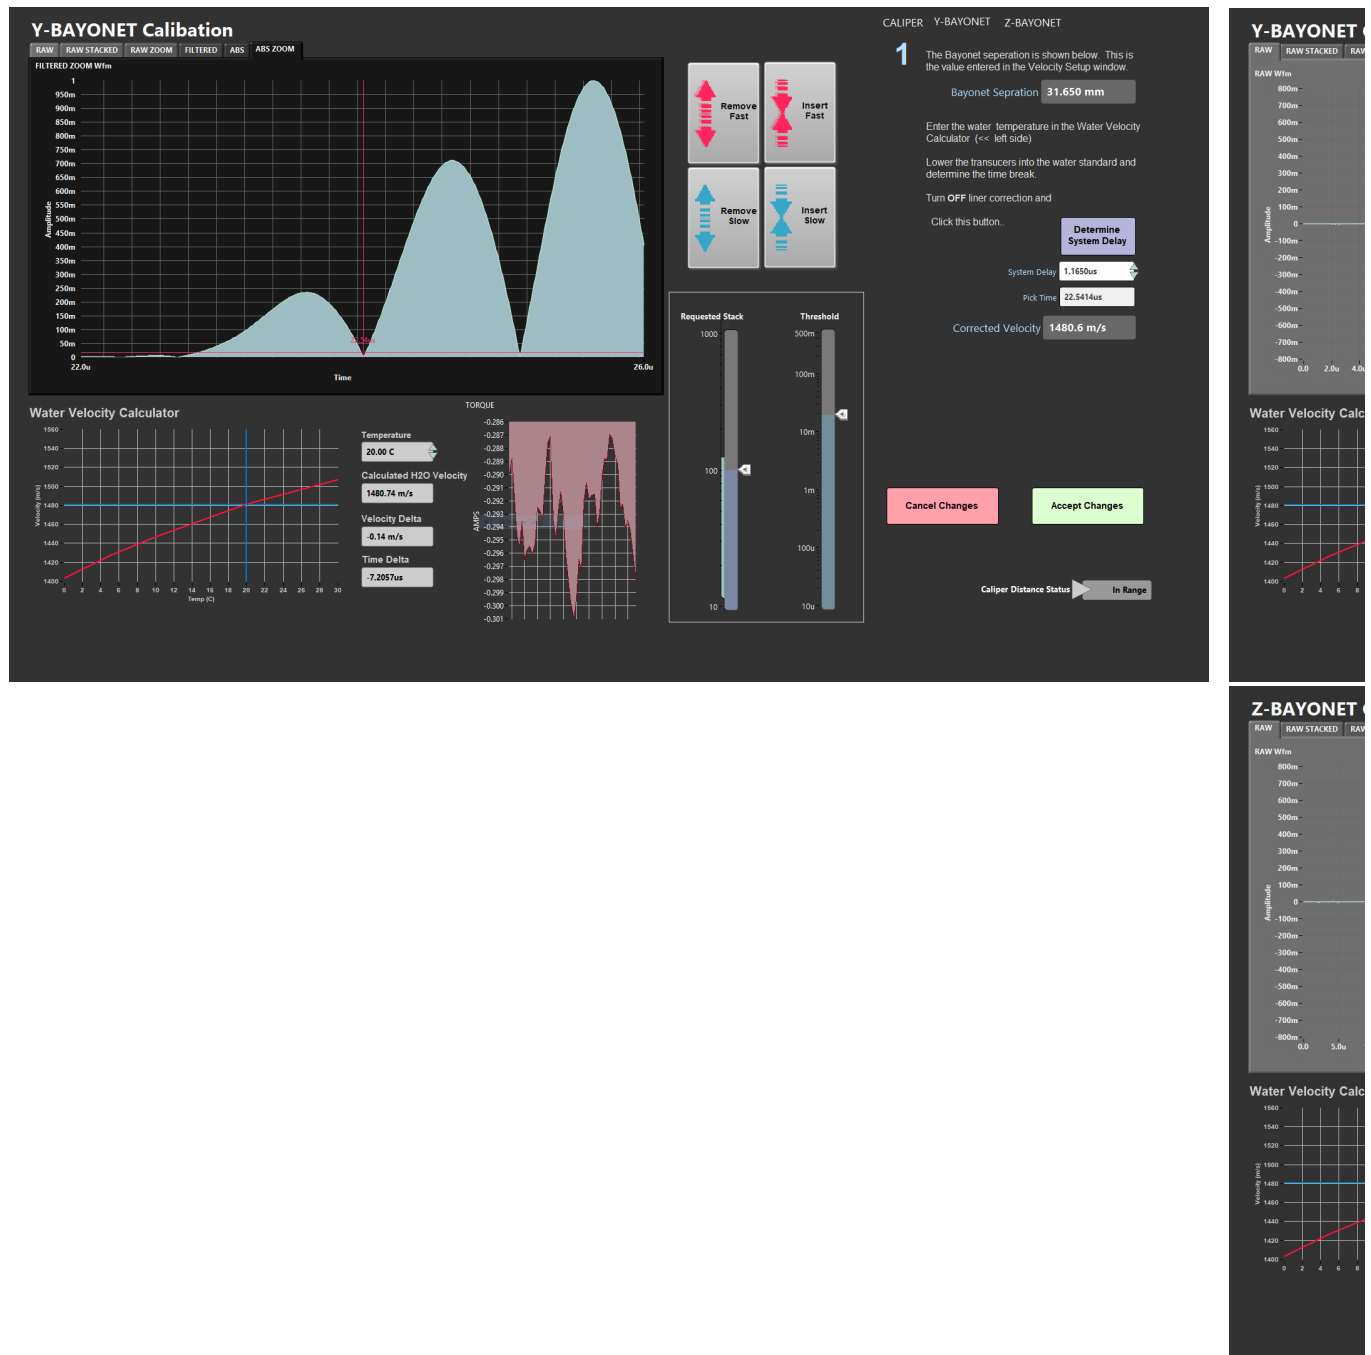 Y-BAYONET Calibation
RAW RAW STACKED RAW ZOOM FILTERED ABS ABS ZOOM
FILTERED ZOOM Wfm
1
950m
900m
850m
800m
750m
700m
650m
600m
550m
500m
450m
400m
350m
300m
250m
200m
150m
100m
50m
0
Amplitude
22.0u 26.0u
Time
Water Velocity Calculator
1560
1540
1520
1500
1480
1460
1440
1420
1400
Velocity (m/s)
0 2 4 6 8 10 12 14 16 18 20 22 24 26 28 30
Temp (C)
Temperature
20.00 C
Calculated H2O Velocity
1480.74 m/s
Velocity Delta
-0.14 m/s
Time Delta
-7.2057us
TORQUE
-0.286
-0.287
-0.288
-0.289
-0.290
-0.291
-0.292
-0.293
-0.294
-0.295
-0.296
-0.297
-0.298
-0.299
-0.300
-0.301
AMPS
Remove Fast
Insert Fast
Remove Slow
Insert Slow
Requested Stack
1000
100
10
Threshold
500m
100m
10m
1m
100u
10u
CALIPER Y-BAYONET Z-BAYONET
1
The Bayonet seperation is shown below. This is
the value entered in the Velocity Setup window.
Bayonet Sepration 31.650 mm
Enter the water temperature in the Water Velocity
Calculator (<< left side)
Lower the transucers into the water standard and
determine the time break.
Turn OFF liner correction and
Click this button..
Determine
System Delay
System Delay 1.1650us
Pick Time 22.5414us
Corrected Velocity 1480.6 m/s
Cancel Changes
Accept Changes
Caliper Distance Status In Range
Y-BAYONET
RAW RAW STACKED RAW
RAW Wfm
800m
700m
600m
500m
400m
300m
200m
100m
0
-100m
-200m
-300m
-400m
-500m
-600m
-700m
-800m
Amplitude
0.0 2.0u 4.0u
Water Velocity Calc
1560
1540
1520
1500
1480
1460
1440
1420
1400
Velocity (m/s)
0 2 4 6 8
Z-BAYONET
RAW RAW STACKED RAW
RAW Wfm
800m
700m
600m
500m
400m
300m
200m
100m
0
-100m
-200m
-300m
-400m
-500m
-600m
-700m
-800m
Amplitude
0.0 5.0u
Water Velocity Calc
1560
1540
1520
1500
1480
1460
1440
1420
1400
Velocity (m/s)
0 2 4 6 8